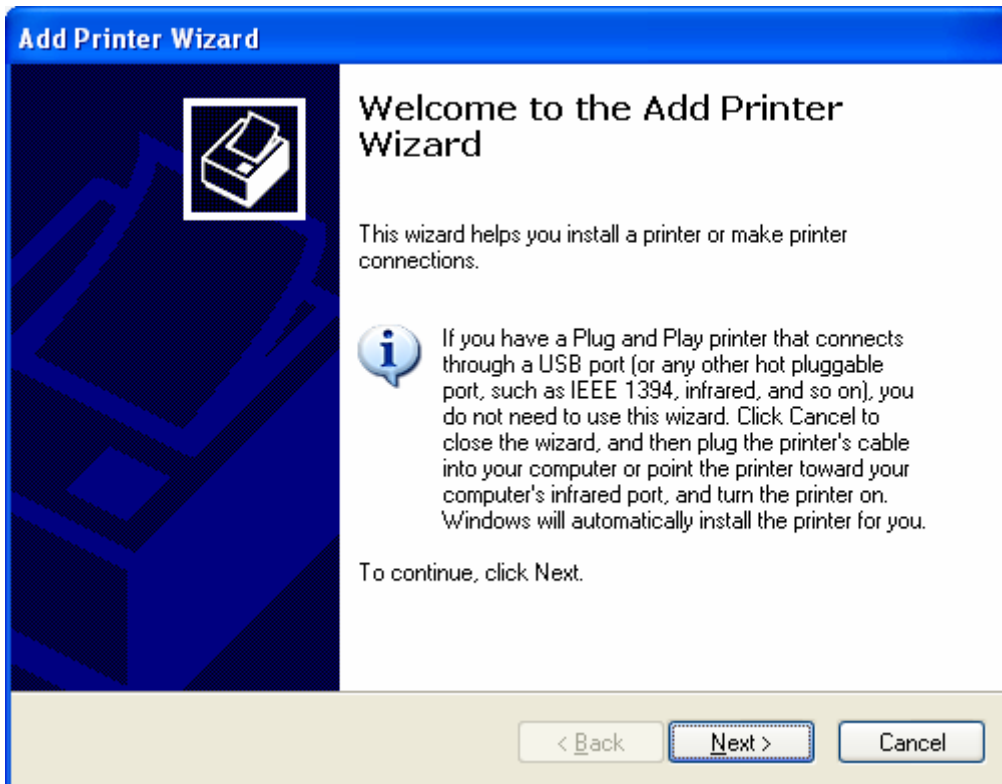 Add Printer Wizard
Welcome to the Add Printer
Wizard
This wizard helps you install a printer or make printer
connections.
If you have a Plug and Play printer that connects
through a USB port (or any other hot pluggable
port, such as IEEE 1394, infrared, and so on), you
do not need to use this wizard. Click Cancel to
close the wizard, and then plug the printer's cable
into your computer or point the printer toward your
computer's infrared port, and turn the printer on.
Windows will automatically install the printer for you.
To continue, click Next.
< Back Next > Cancel